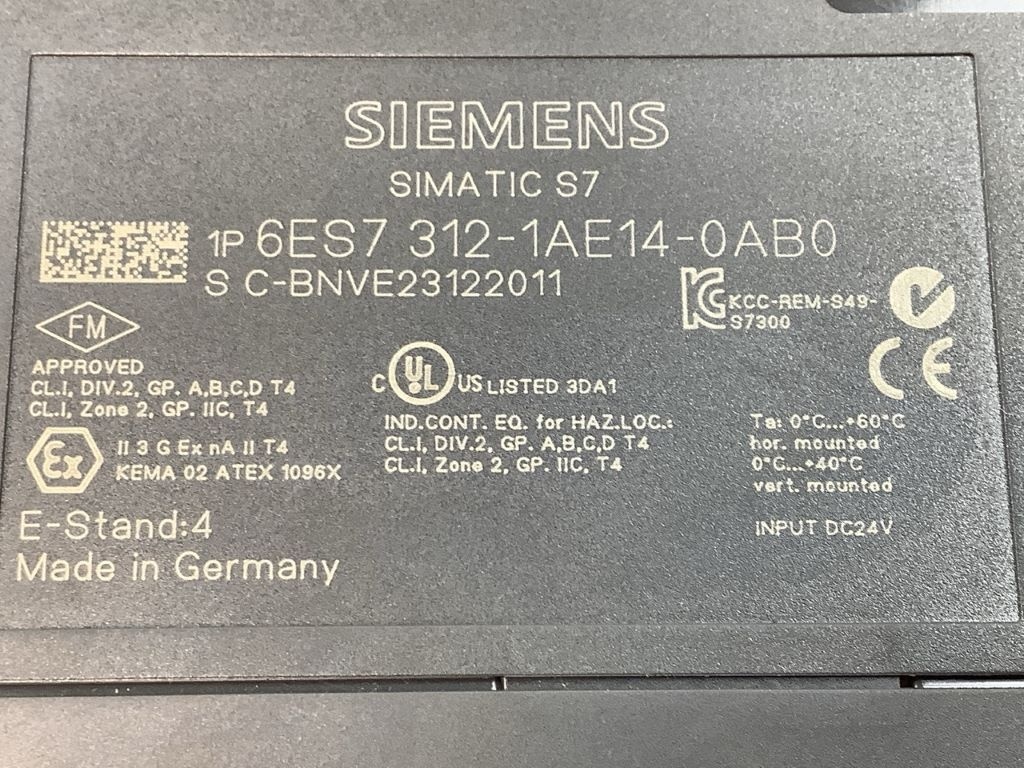 SIEMENS
SIMATIC S7
1P 6ES7 312-1AE14-0AB0
S C-BNVE23122011
KCC-REM-S49-
S7300
FM
APPROVED
CL.I, DIV.2, GP. A,B,C,D T4
CL.I, Zone 2, GP. IIC, T4
Ex
II 3 G Ex nA II T4
KEMA 02 ATEX 1096X
C UL US LISTED 3DA1
IND.CONT. EQ. for HAZ.LOC.:
CL.I, DIV.2, GP. A,B,C,D T4
CL.I, Zone 2, GP. IIC, T4
CE
Ta: 0°C...+60°C
hor. mounted
0°C...+40°C
vert. mounted
INPUT DC24V
E-Stand:4
Made in Germany